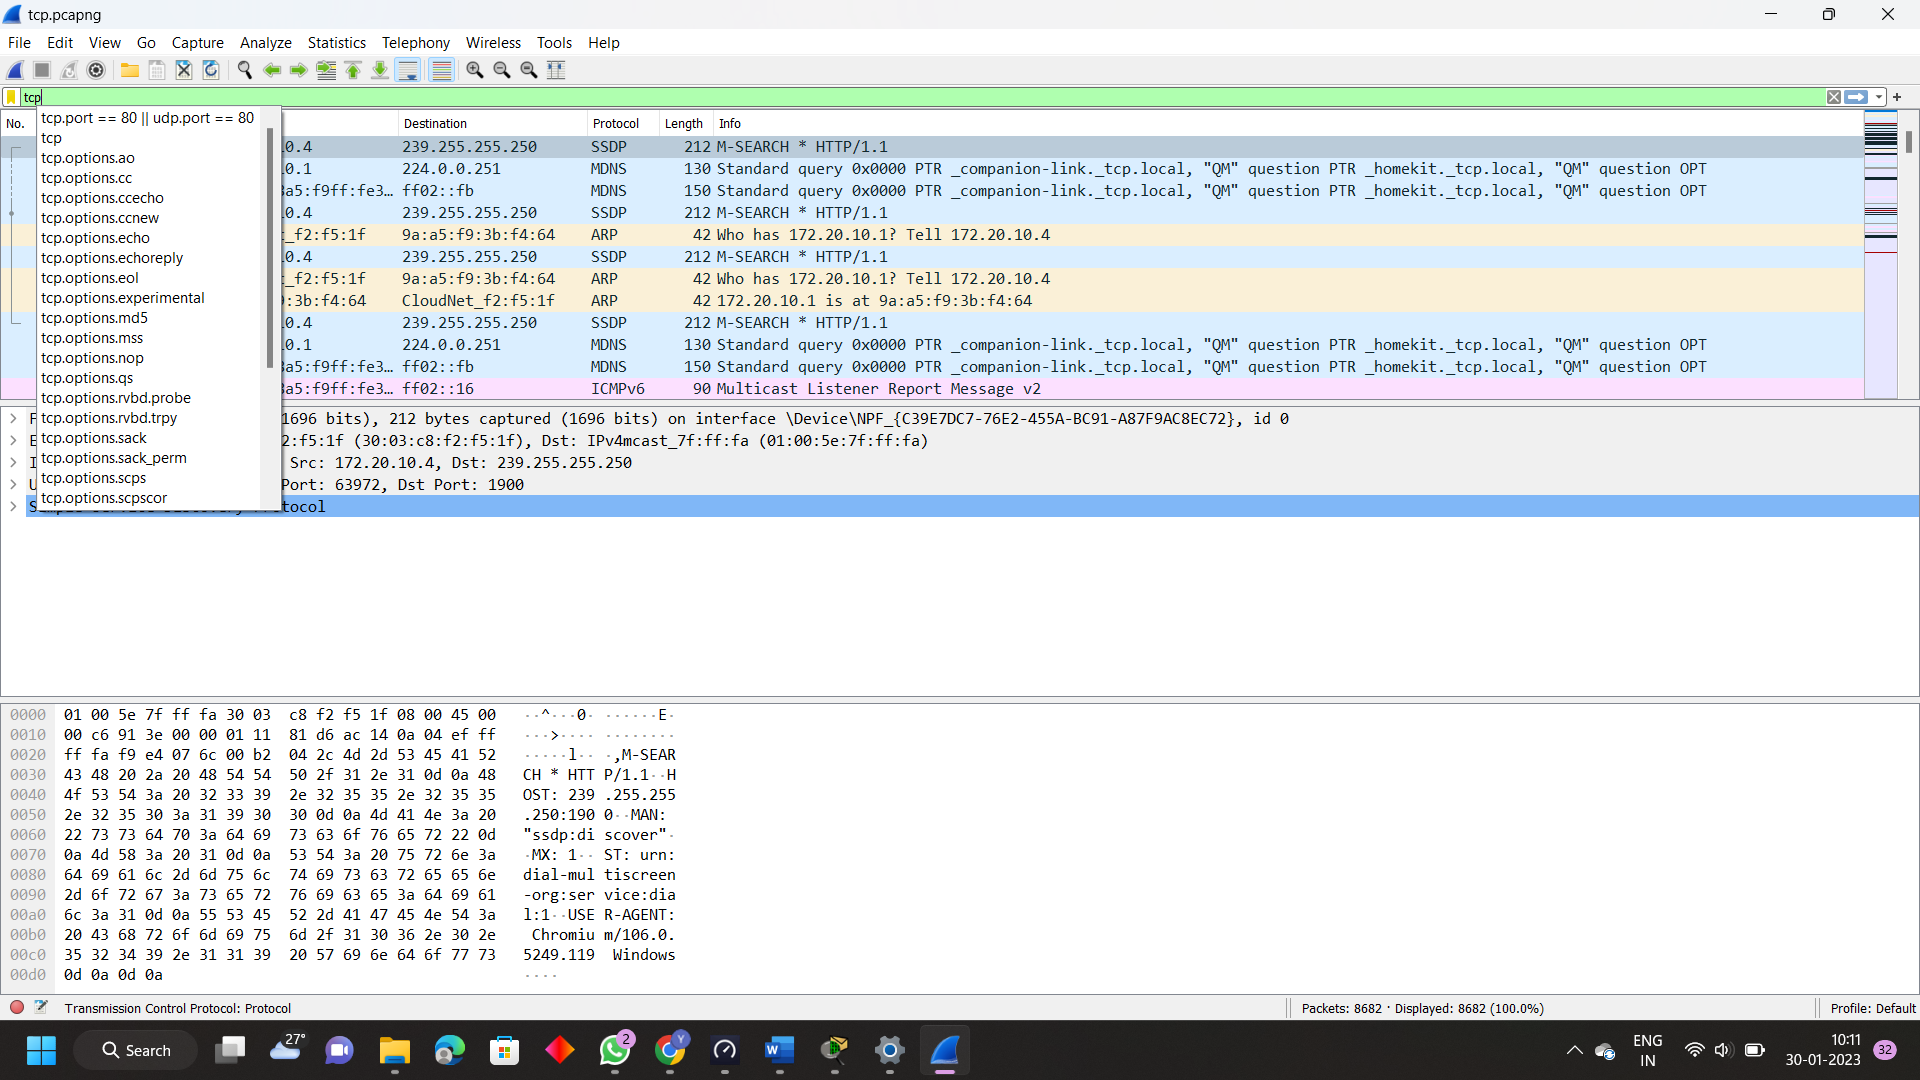 tcp.pcapng
File Edit View Go Capture Analyze Statistics Telephony Wireless Tools Help
tcp
No. Destination Protocol Length Info
tcp.port == 80 || udp.port == 80
tcp
tcp.options.ao
tcp.options.cc
tcp.options.ccecho
tcp.options.ccnew
tcp.options.echo
tcp.options.echoreply
tcp.options.eol
tcp.options.experimental
tcp.options.md5
tcp.options.mss
tcp.options.nop
tcp.options.qs
tcp.options.rvbd.probe
tcp.options.rvbd.trpy
tcp.options.sack
tcp.options.sack_perm
tcp.options.scps
tcp.options.scpscor
0.4 239.255.255.250 SSDP 212 M-SEARCH * HTTP/1.1
0.1 224.0.0.251 MDNS 130 Standard query 0x0000 PTR _companion-link._tcp.local, "QM" question PTR _homekit._tcp.local, "QM" question OPT
a5:f9ff:fe3… ff02::fb MDNS 150 Standard query 0x0000 PTR _companion-link._tcp.local, "QM" question PTR _homekit._tcp.local, "QM" question OPT
0.4 239.255.255.250 SSDP 212 M-SEARCH * HTTP/1.1
_f2:f5:1f 9a:a5:f9:3b:f4:64 ARP 42 Who has 172.20.10.1? Tell 172.20.10.4
0.4 239.255.255.250 SSDP 212 M-SEARCH * HTTP/1.1
_f2:f5:1f 9a:a5:f9:3b:f4:64 ARP 42 Who has 172.20.10.1? Tell 172.20.10.4
:3b:f4:64 CloudNet_f2:f5:1f ARP 42 172.20.10.1 is at 9a:a5:f9:3b:f4:64
0.4 239.255.255.250 SSDP 212 M-SEARCH * HTTP/1.1
0.1 224.0.0.251 MDNS 130 Standard query 0x0000 PTR _companion-link._tcp.local, "QM" question PTR _homekit._tcp.local, "QM" question OPT
a5:f9ff:fe3… ff02::fb MDNS 150 Standard query 0x0000 PTR _companion-link._tcp.local, "QM" question PTR _homekit._tcp.local, "QM" question OPT
a5:f9ff:fe3… ff02::16 ICMPv6 90 Multicast Listener Report Message v2
1696 bits), 212 bytes captured (1696 bits) on interface \Device\NPF_{C39E7DC7-76E2-455A-BC91-A87F9AC8EC72}, id 0
2:f5:1f (30:03:c8:f2:f5:1f), Dst: IPv4mcast_7f:ff:fa (01:00:5e:7f:ff:fa)
Src: 172.20.10.4, Dst: 239.255.255.250
Port: 63972, Dst Port: 1900
tocol
0000 01 00 5e 7f ff fa 30 03 c8 f2 f5 1f 08 00 45 00 ··^···0· ······E·
0010 00 c6 91 3e 00 00 01 11 81 d6 ac 14 0a 04 ef ff ···>···· ········
0020 ff fa f9 e4 07 6c 00 b2 04 2c 4d 2d 53 45 41 52 ·····l·· ·,M-SEAR
0030 43 48 20 2a 20 48 54 54 50 2f 31 2e 31 0d 0a 48 CH * HTT P/1.1··H
0040 4f 53 54 3a 20 32 33 39 2e 32 35 35 2e 32 35 35 OST: 239 .255.255
0050 2e 32 35 30 3a 31 39 30 30 0d 0a 4d 41 4e 3a 20 .250:190 0··MAN:
0060 22 73 73 64 70 3a 64 69 73 63 6f 76 65 72 22 0d "ssdp:di scover"·
0070 0a 4d 58 3a 20 31 0d 0a 53 54 3a 20 75 72 6e 3a ·MX: 1·· ST: urn:
0080 64 69 61 6c 2d 6d 75 6c 74 69 73 63 72 65 65 6e dial-mul tiscreen
0090 2d 6f 72 67 3a 73 65 72 76 69 63 65 3a 64 69 61 -org:ser vice:dia
00a0 6c 3a 31 0d 0a 55 53 45 52 2d 41 47 45 4e 54 3a l:1··USE R-AGENT:
00b0 20 43 68 72 6f 6d 69 75 6d 2f 31 30 36 2e 30 2e Chromiu m/106.0.
00c0 35 32 34 39 2e 31 31 39 20 57 69 6e 64 6f 77 73 5249.119 Windows
00d0 0d 0a 0d 0a ····
Transmission Control Protocol: Protocol Packets: 8682 · Displayed: 8682 (100.0%) Profile: Default
Search 27° 2 Y ENG 10:11 32
IN 30-01-2023